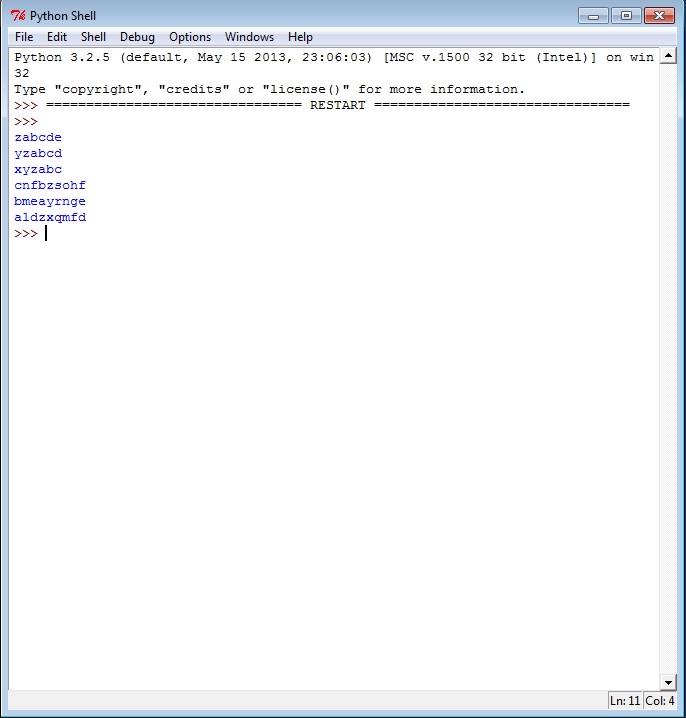 Python Shell
File Edit Shell Debug Options Windows Help
Python 3.2.5 (default, May 15 2013, 23:06:03) [MSC v.1500 32 bit (Intel)] on win
32
Type "copyright", "credits" or "license()" for more information.
>>> ================================ RESTART ================================
>>>
zabcde
yzabcd
xyzabc
cnfbzsohf
bmeayrnge
aldzxqmfd
>>>
Ln: 11 Col: 4